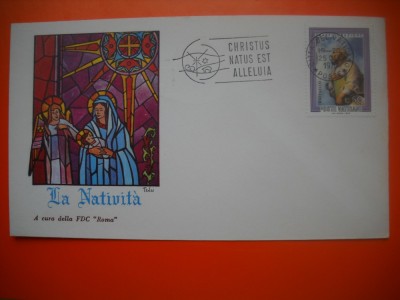 CHRISTUS
NATUS EST
ALLELUIA
La Natività
A cura della FDC "Roma"